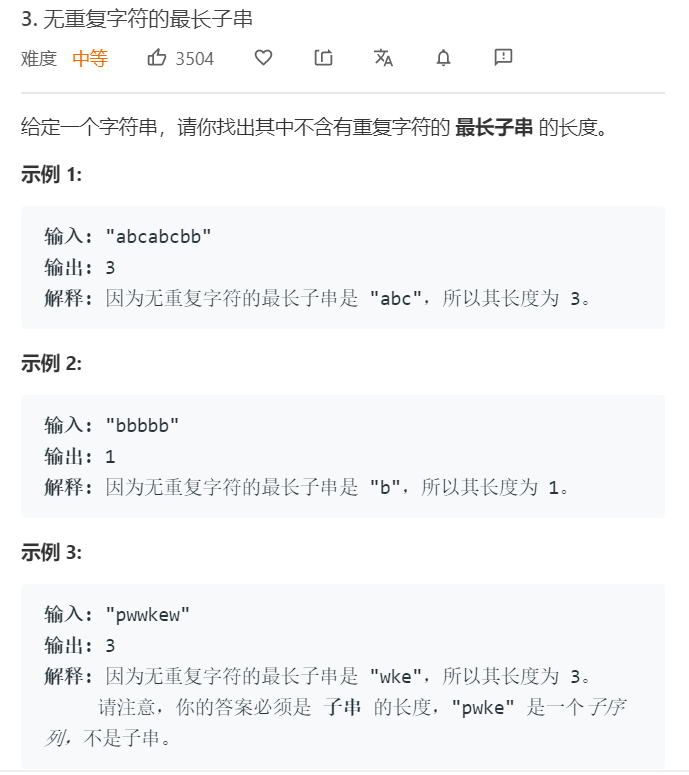 3. 无重复字符的最长子串
难度 中等 3504
给定一个字符串，请你找出其中不含有重复字符的 最长子串 的长度。
示例 1:
输入: "abcabcbb"
输出: 3
解释: 因为无重复字符的最长子串是 "abc"，所以其长度为 3。
示例 2:
输入: "bbbbb"
输出: 1
解释: 因为无重复字符的最长子串是 "b"，所以其长度为 1。
示例 3:
输入: "pwwkew"
输出: 3
解释: 因为无重复字符的最长子串是 "wke"，所以其长度为 3。
请注意，你的答案必须是 子串 的长度，"pwke" 是一个子序
列，不是子串。